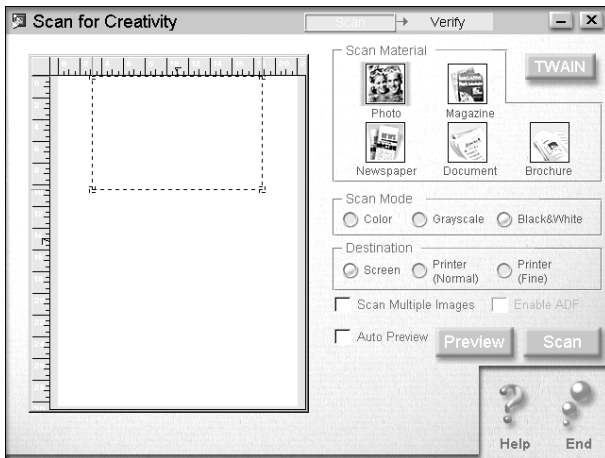 Scan for Creativity
Scan
Verify
Scan Material
TWAIN
Photo
Magazine
NEWS
Newspaper
Document
Brochure
Scan Mode
Color
Grayscale
Black&White
Destination
Screen
Printer
(Normal)
Printer
(Fine)
Scan Multiple Images
Enable ADF
Auto Preview
Preview
Scan
Help
End